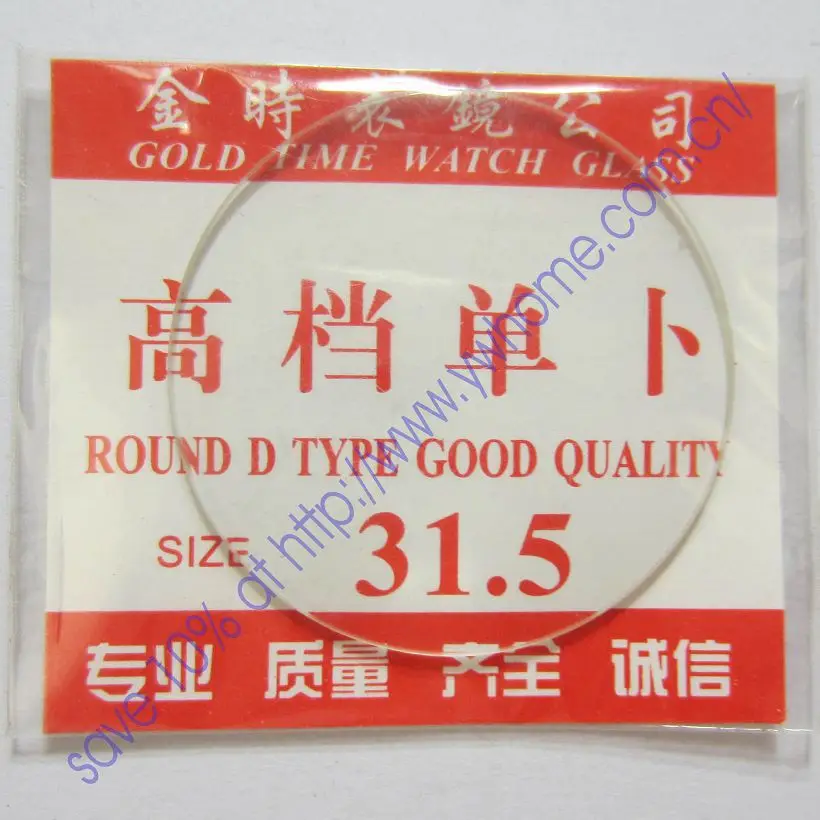 金時表鏡公司
GOLD TIME WATCH GLASS
高档单卜
ROUND D TYPE GOOD QUALITY
SIZE 31.5
专业 质量 齐全 诚信
save 10% at http://www.ywhome.com.cn/